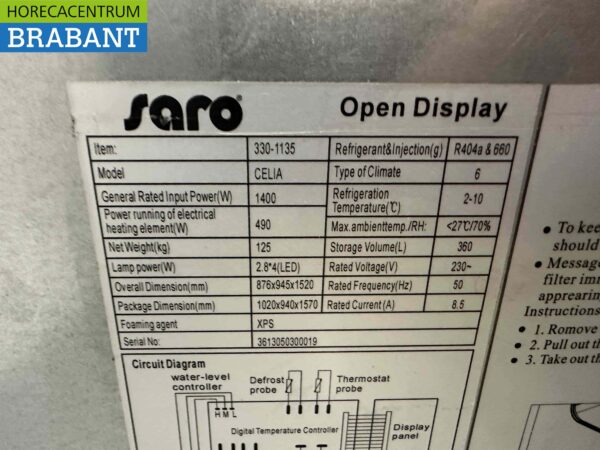 HORECACENTRUM
BRABANT
saro® Open Display
Item: 330-1135 Refrigerant&Injection(g) R404a & 660
Model CELIA Type of Climate 6
General Rated Input Power(W) 1400 Refrigeration Temperature(℃) 2-10
Power running of electrical heating element(W) 490 Max.ambienttemp./RH: <27℃/70%
Net Weight(kg) 125 Storage Volume(L) 360
Lamp power(W) 2.8*4(LED) Rated Voltage(V) 230~
Overall Dimension(mm) 876x945x1520 Rated Frequency(Hz) 50
Package Dimension(mm) 1020x940x1570 Rated Current (A) 8.5
Foaming agent XPS
Serial No: 3613050300019
Circuit Diagram
water-level controller
H M L
Defrost probe
Thermostat probe
Digital Temperature Controller
Display panel
• To kee
should
• Messag
filter im
apprearing
Instructions
• 1. Romove
• 2. Pull out th
• 3. Take out the